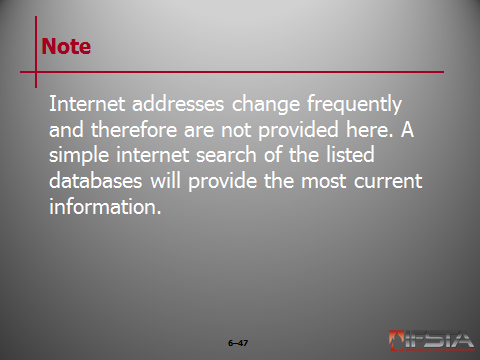 Note
Internet addresses change frequently
and therefore are not provided here. A
simple internet search of the listed
databases will provide the most current
information.
6–47
IFSTA